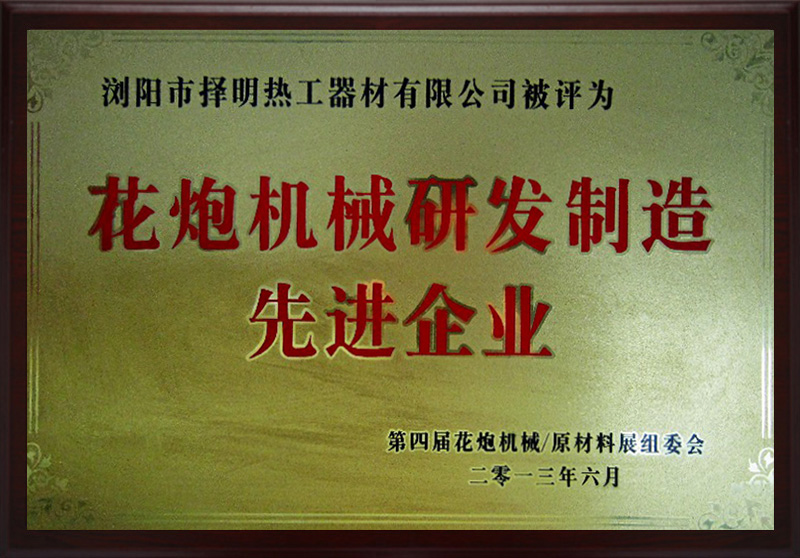 浏阳市择明热工器材有限公司被评为
花炮机械研发制造
先进企业
第四届花炮机械/原材料展组委会
二零一三年六月